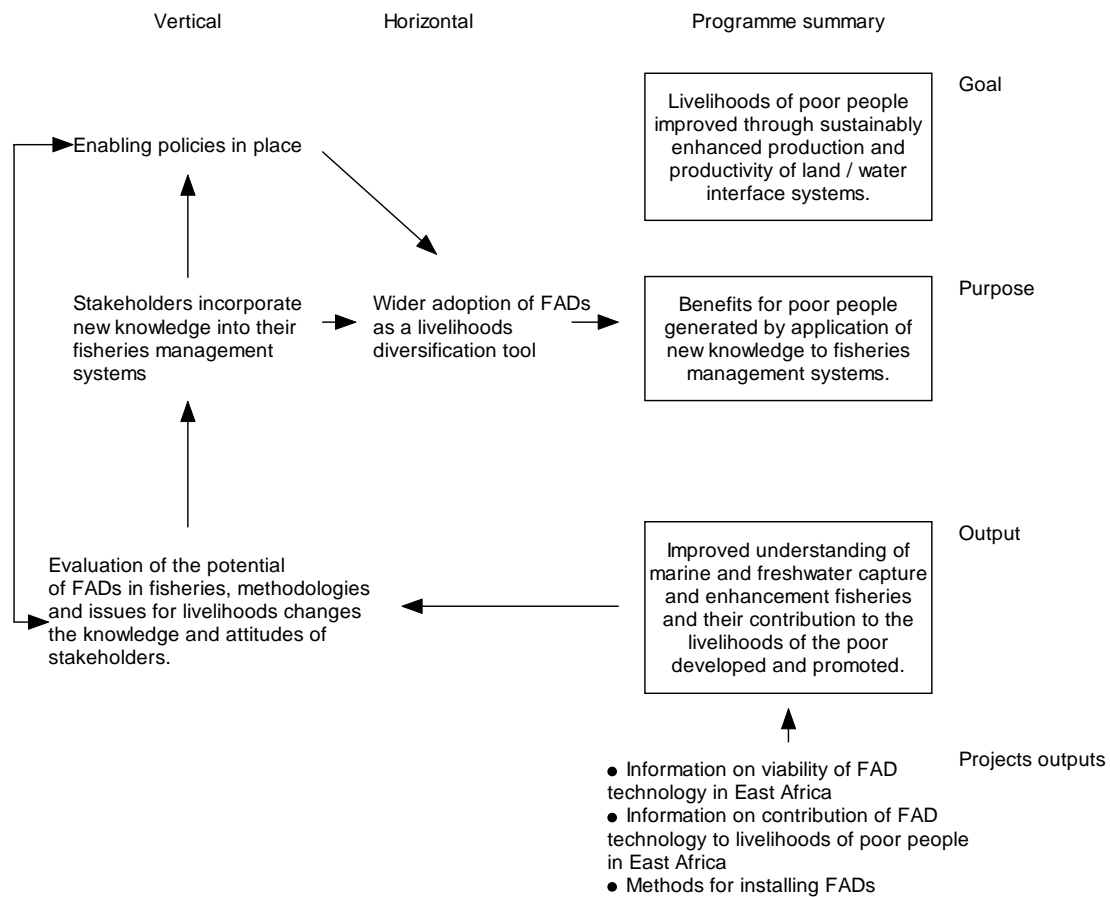 Vertical
Horizontal
Programme summary
Goal
Livelihoods of poor people
improved through sustainably
enhanced production and
productivity of land / water
interface systems.
Enabling policies in place
Purpose
Stakeholders incorporate
new knowledge into their
fisheries management
systems
Wider adoption of FADs
as a livelihoods
diversification tool
Benefits for poor people
generated by application of
new knowledge to fisheries
management systems.
Output
Evaluation of the potential
of FADs in fisheries, methodologies
and issues for livelihoods changes
the knowledge and attitudes of
stakeholders.
Improved understanding of
marine and freshwater capture
and enhancement fisheries
and their contribution to the
livelihoods of the poor
developed and promoted.
Projects outputs
● Information on viability of FAD
technology in East Africa
● Information on contribution of FAD
technology to livelihoods of poor people
in East Africa
● Methods for installing FADs